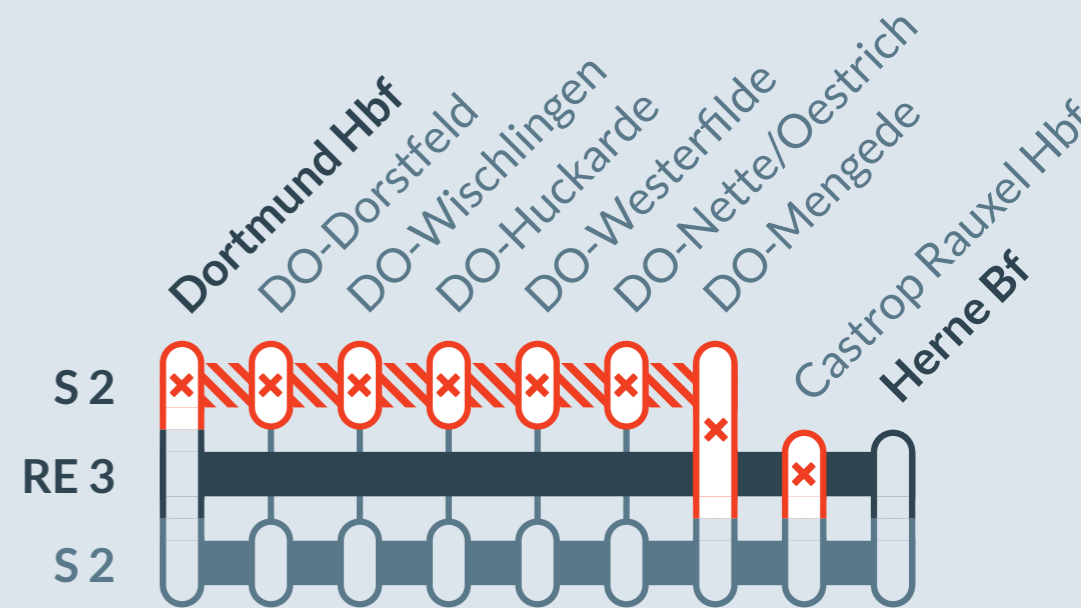 Dortmund Hbf
DO-Dorstfeld
DO-Wischlingen
DO-Huckarde
DO-Westerfilde
DO-Nette/Oestrich
DO-Mengede
Castrop Rauxel Hbf
Herne Bf
S 2
RE 3
S 2